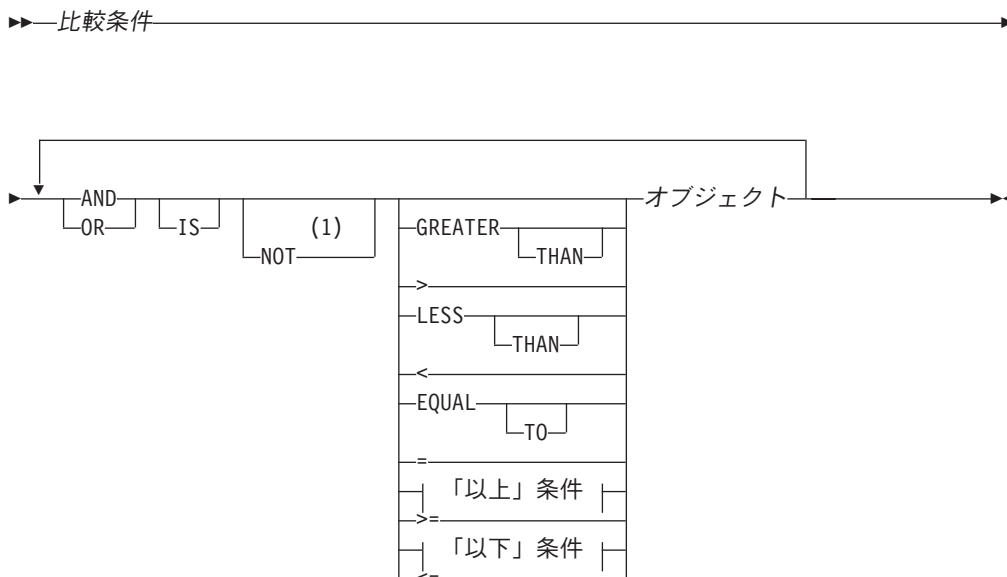 比較条件
AND
OR
IS
(1)
NOT
GREATER
THAN
>
LESS
THAN
<
EQUAL
TO
=
「以上」条件
>=
「以下」条件
<=
オブジェクト